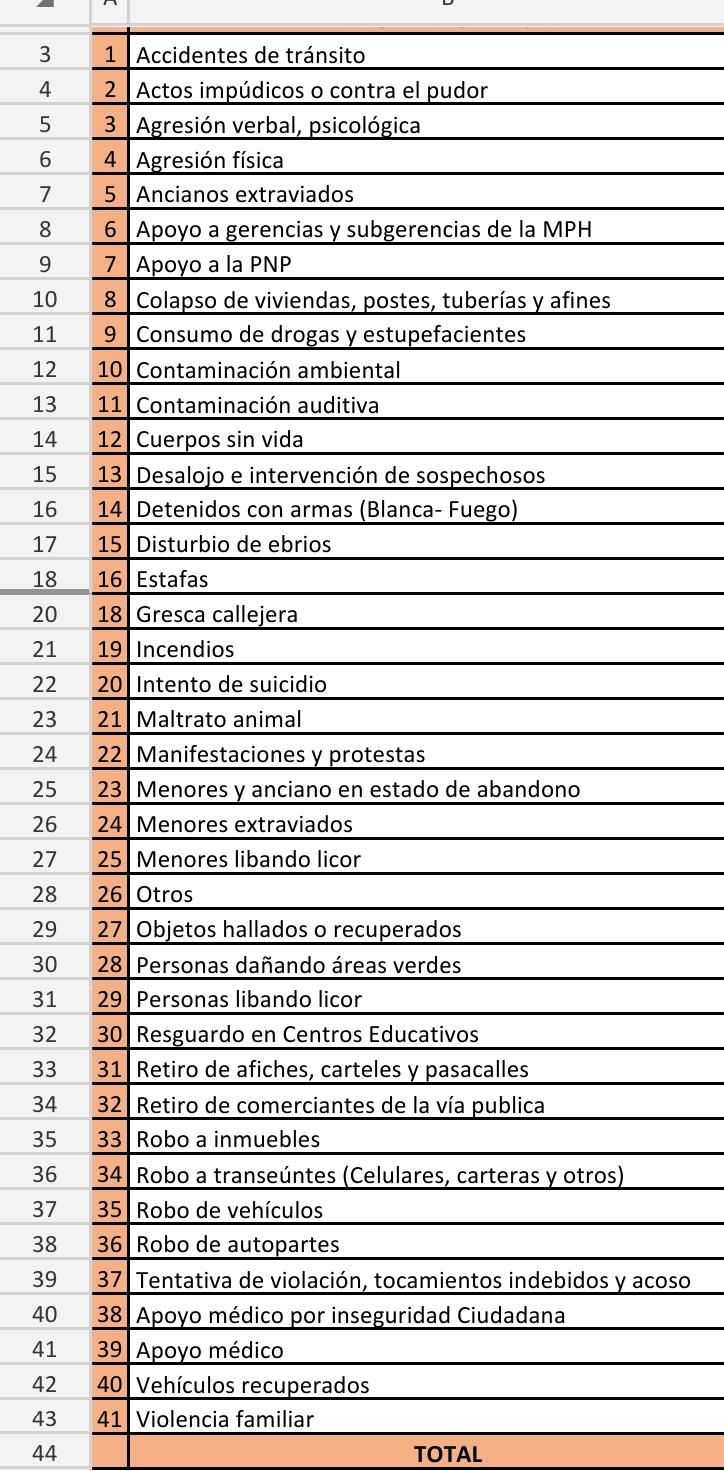 3 1 Accidentes de tránsito
4 2 Actos impúdicos o contra el pudor
5 3 Agresión verbal, psicológica
6 4 Agresión física
7 5 Ancianos extraviados
8 6 Apoyo a gerencias y subgerencias de la MPH
9 7 Apoyo a la PNP
10 8 Colapso de viviendas, postes, tuberías y afines
11 9 Consumo de drogas y estupefacientes
12 10 Contaminación ambiental
13 11 Contaminación auditiva
14 12 Cuerpos sin vida
15 13 Desalojo e intervención de sospechosos
16 14 Detenidos con armas (Blanca- Fuego)
17 15 Disturbio de ebrios
18 16 Estafas
20 18 Gresca callejera
21 19 Incendios
22 20 Intento de suicidio
23 21 Maltrato animal
24 22 Manifestaciones y protestas
25 23 Menores y anciano en estado de abandono
26 24 Menores extraviados
27 25 Menores libando licor
28 26 Otros
29 27 Objetos hallados o recuperados
30 28 Personas dañando áreas verdes
31 29 Personas libando licor
32 30 Resguardo en Centros Educativos
33 31 Retiro de afiches, carteles y pasacalles
34 32 Retiro de comerciantes de la vía publica
35 33 Robo a inmuebles
36 34 Robo a transeúntes (Celulares, carteras y otros)
37 35 Robo de vehículos
38 36 Robo de autopartes
39 37 Tentativa de violación, tocamientos indebidos y acoso
40 38 Apoyo médico por inseguridad Ciudadana
41 39 Apoyo médico
42 40 Vehículos recuperados
43 41 Violencia familiar
44 TOTAL